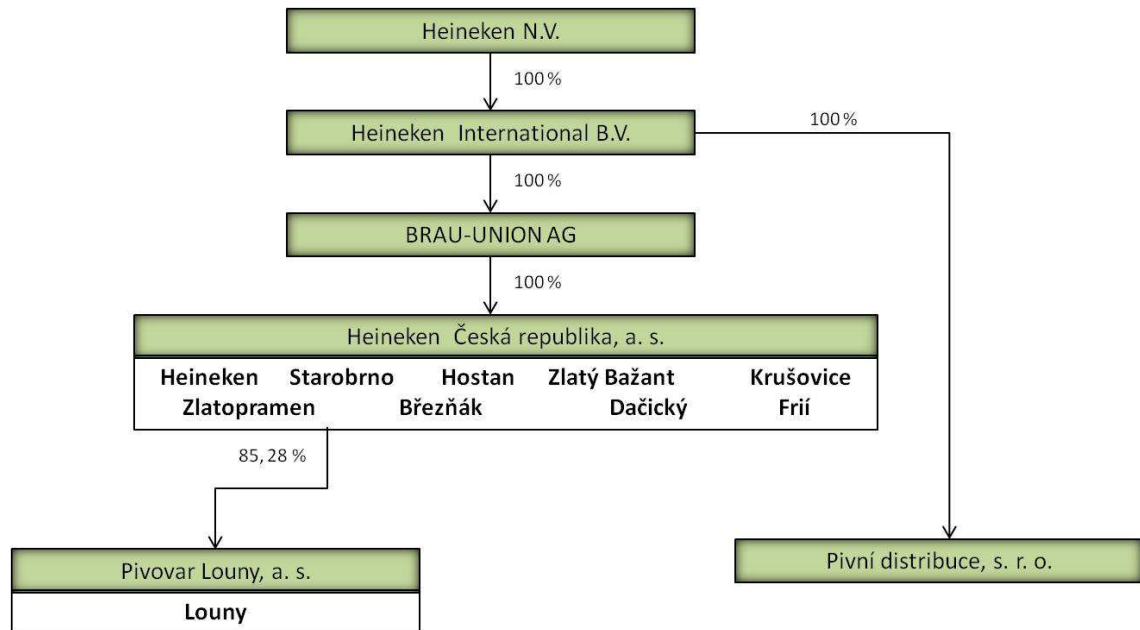 Heineken N.V.
100 %
Heineken International B.V.
100 %
100 %
BRAU-UNION AG
100 %
Heineken Česká republika, a. s.
Heineken Starobrno Hostan Zlatý Bažant Krušovice
Zlatopramen Březňák Dačický Frií
85, 28 %
Pivovar Louny, a. s.
Pivní distribuce, s. r. o.
Louny